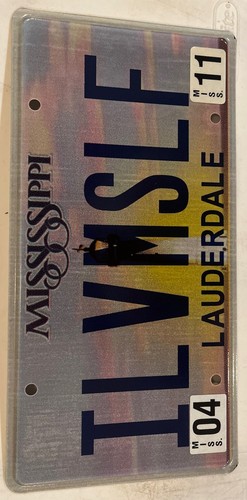 MISSISSIPPI
ILVMSLF
MISS. 04 LAUDERDALE MISS. 11